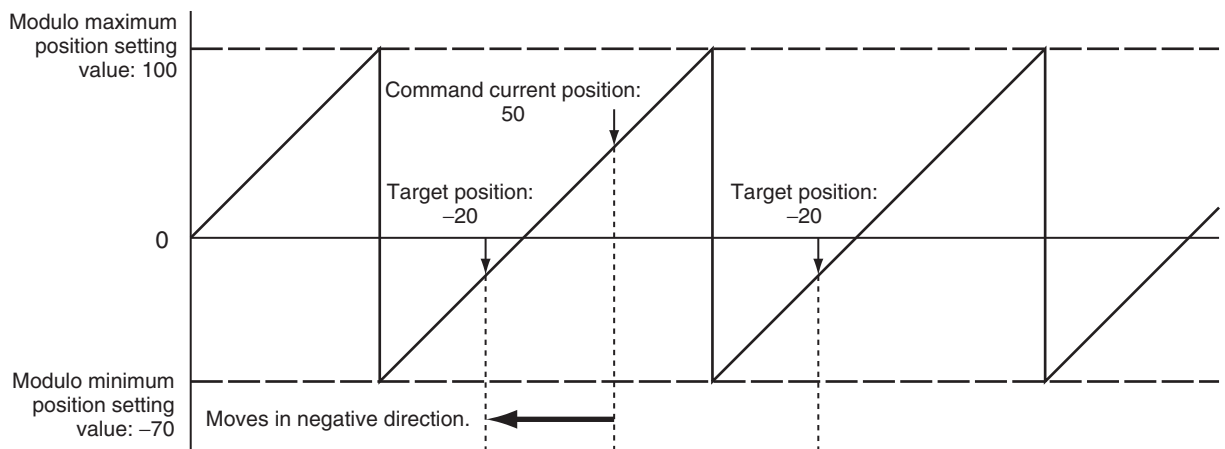 Modulo maximum
position setting
value: 100
Command current position:
50
Target position:
−20
Target position:
−20
0
Modulo minimum
position setting
value: −70
Moves in negative direction.